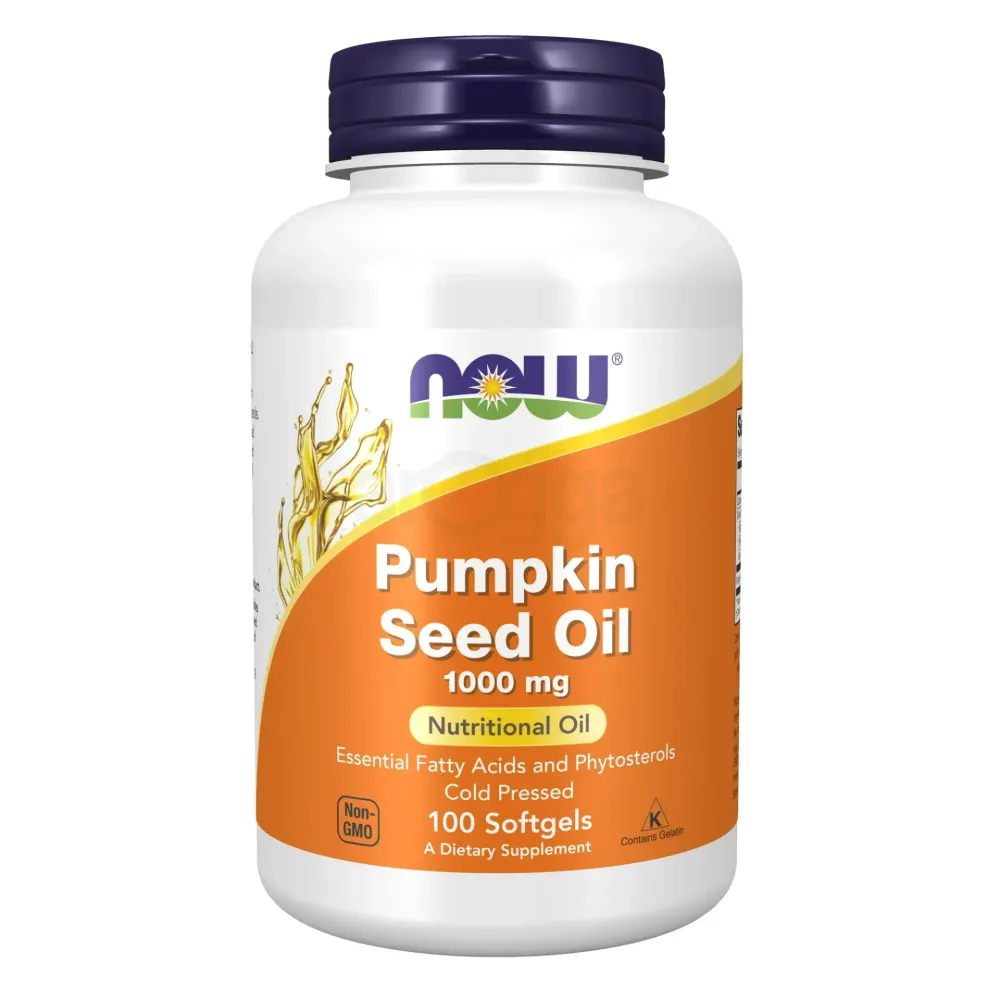 NOW®
Pumpkin
Seed Oil
1000 mg
Nutritional Oil
Essential Fatty Acids and Phytosterols
Cold Pressed
100 Softgels
A Dietary Supplement
Non-
GMO
K
Contains Gelatin